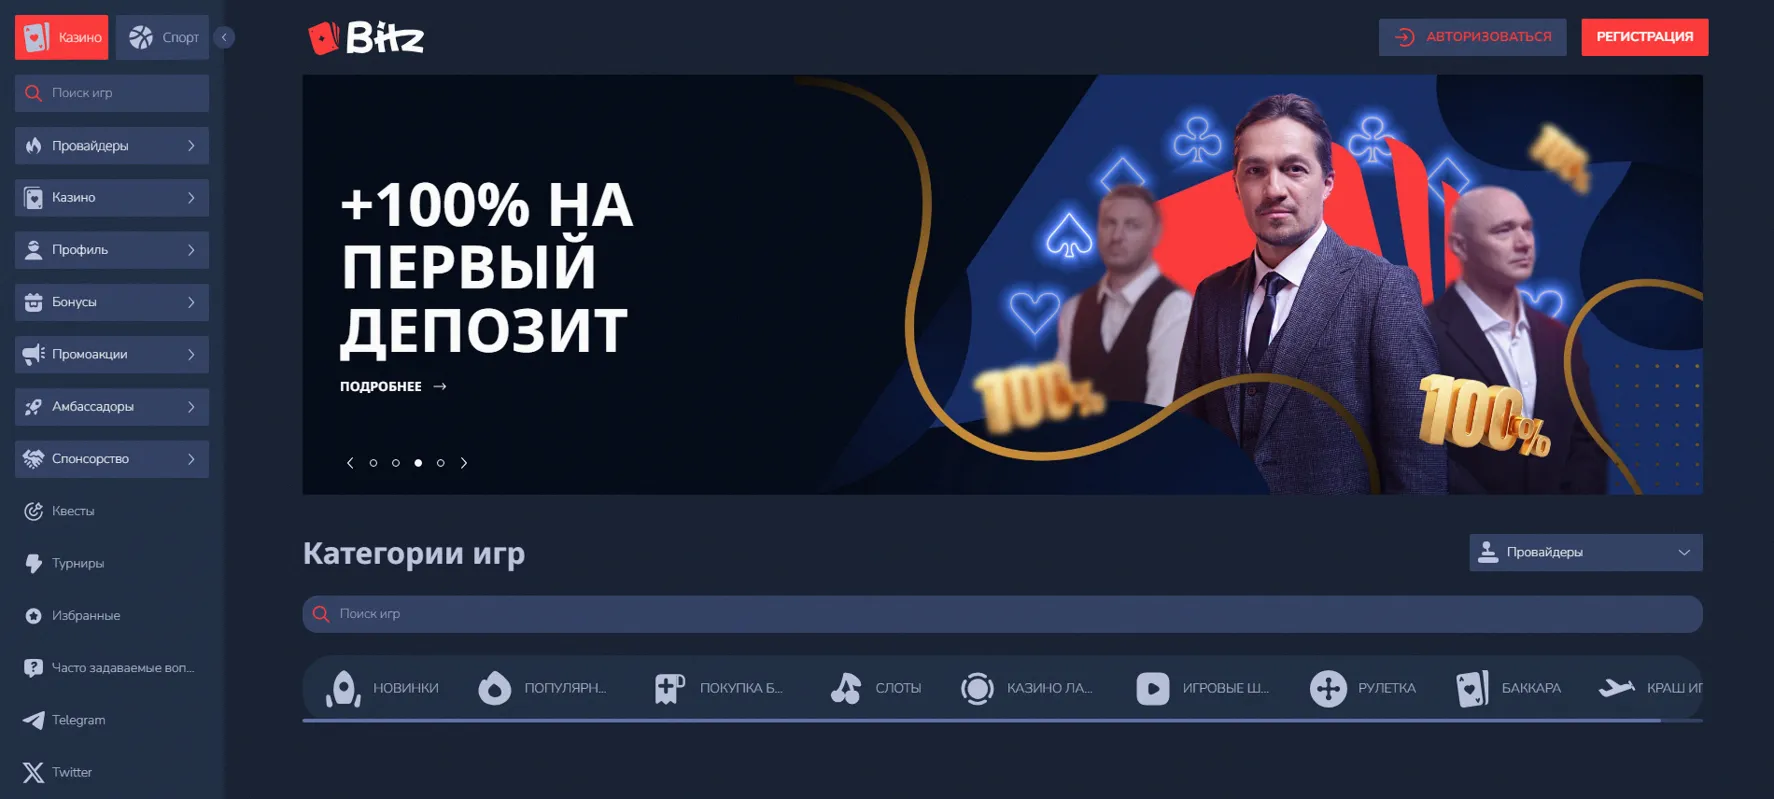 Казино
Спорт
Bitz
АВТОРИЗОВАТЬСЯ
РЕГИСТРАЦИЯ
Поиск игр
Провайдеры
Казино
Профиль
Бонусы
Промоакции
Амбассадоры
Спонсорство
Квесты
Турниры
Избранные
Часто задаваемые воп...
Telegram
Twitter
+100% НА
ПЕРВЫЙ
ДЕПОЗИТ
ПОДРОБНЕЕ
100%
100%
100%
Категории игр
Провайдеры
Поиск игр
НОВИНКИ
ПОПУЛЯРН...
ПОКУПКА Б...
СЛОТЫ
КАЗИНО ЛА...
ИГРОВЫЕ Ш...
РУЛЕТКА
БАККАРА
КРАШ ИГ